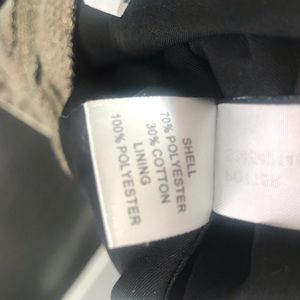 SHELL
70% POLYESTER
30% COTTON
LINING
100% POLYESTER